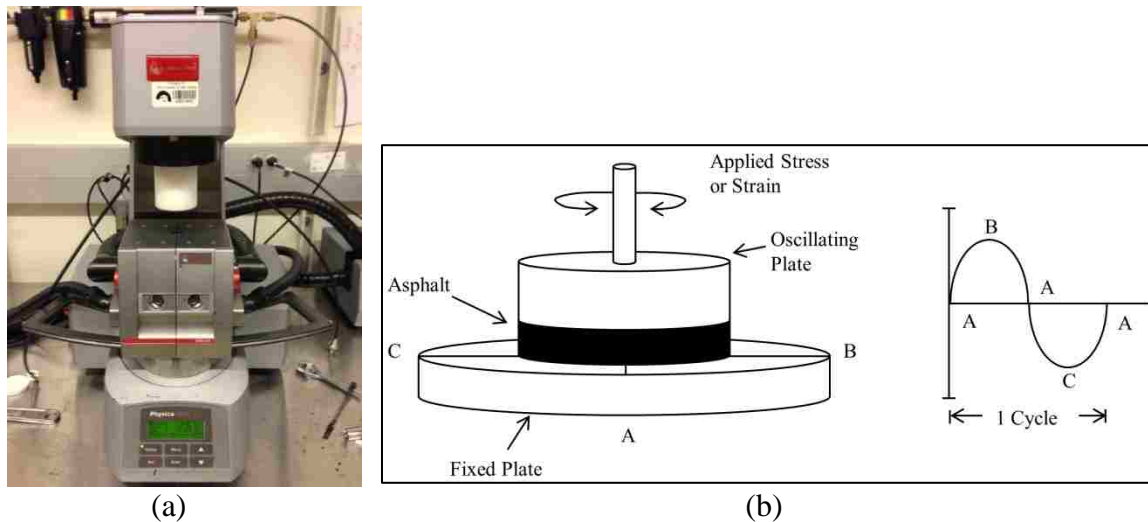 Physica
Applied Stress
or Strain
Oscillating
Plate
Asphalt
C
B
A
Fixed Plate
B
A
A
A
C
1 Cycle
(a)
(b)